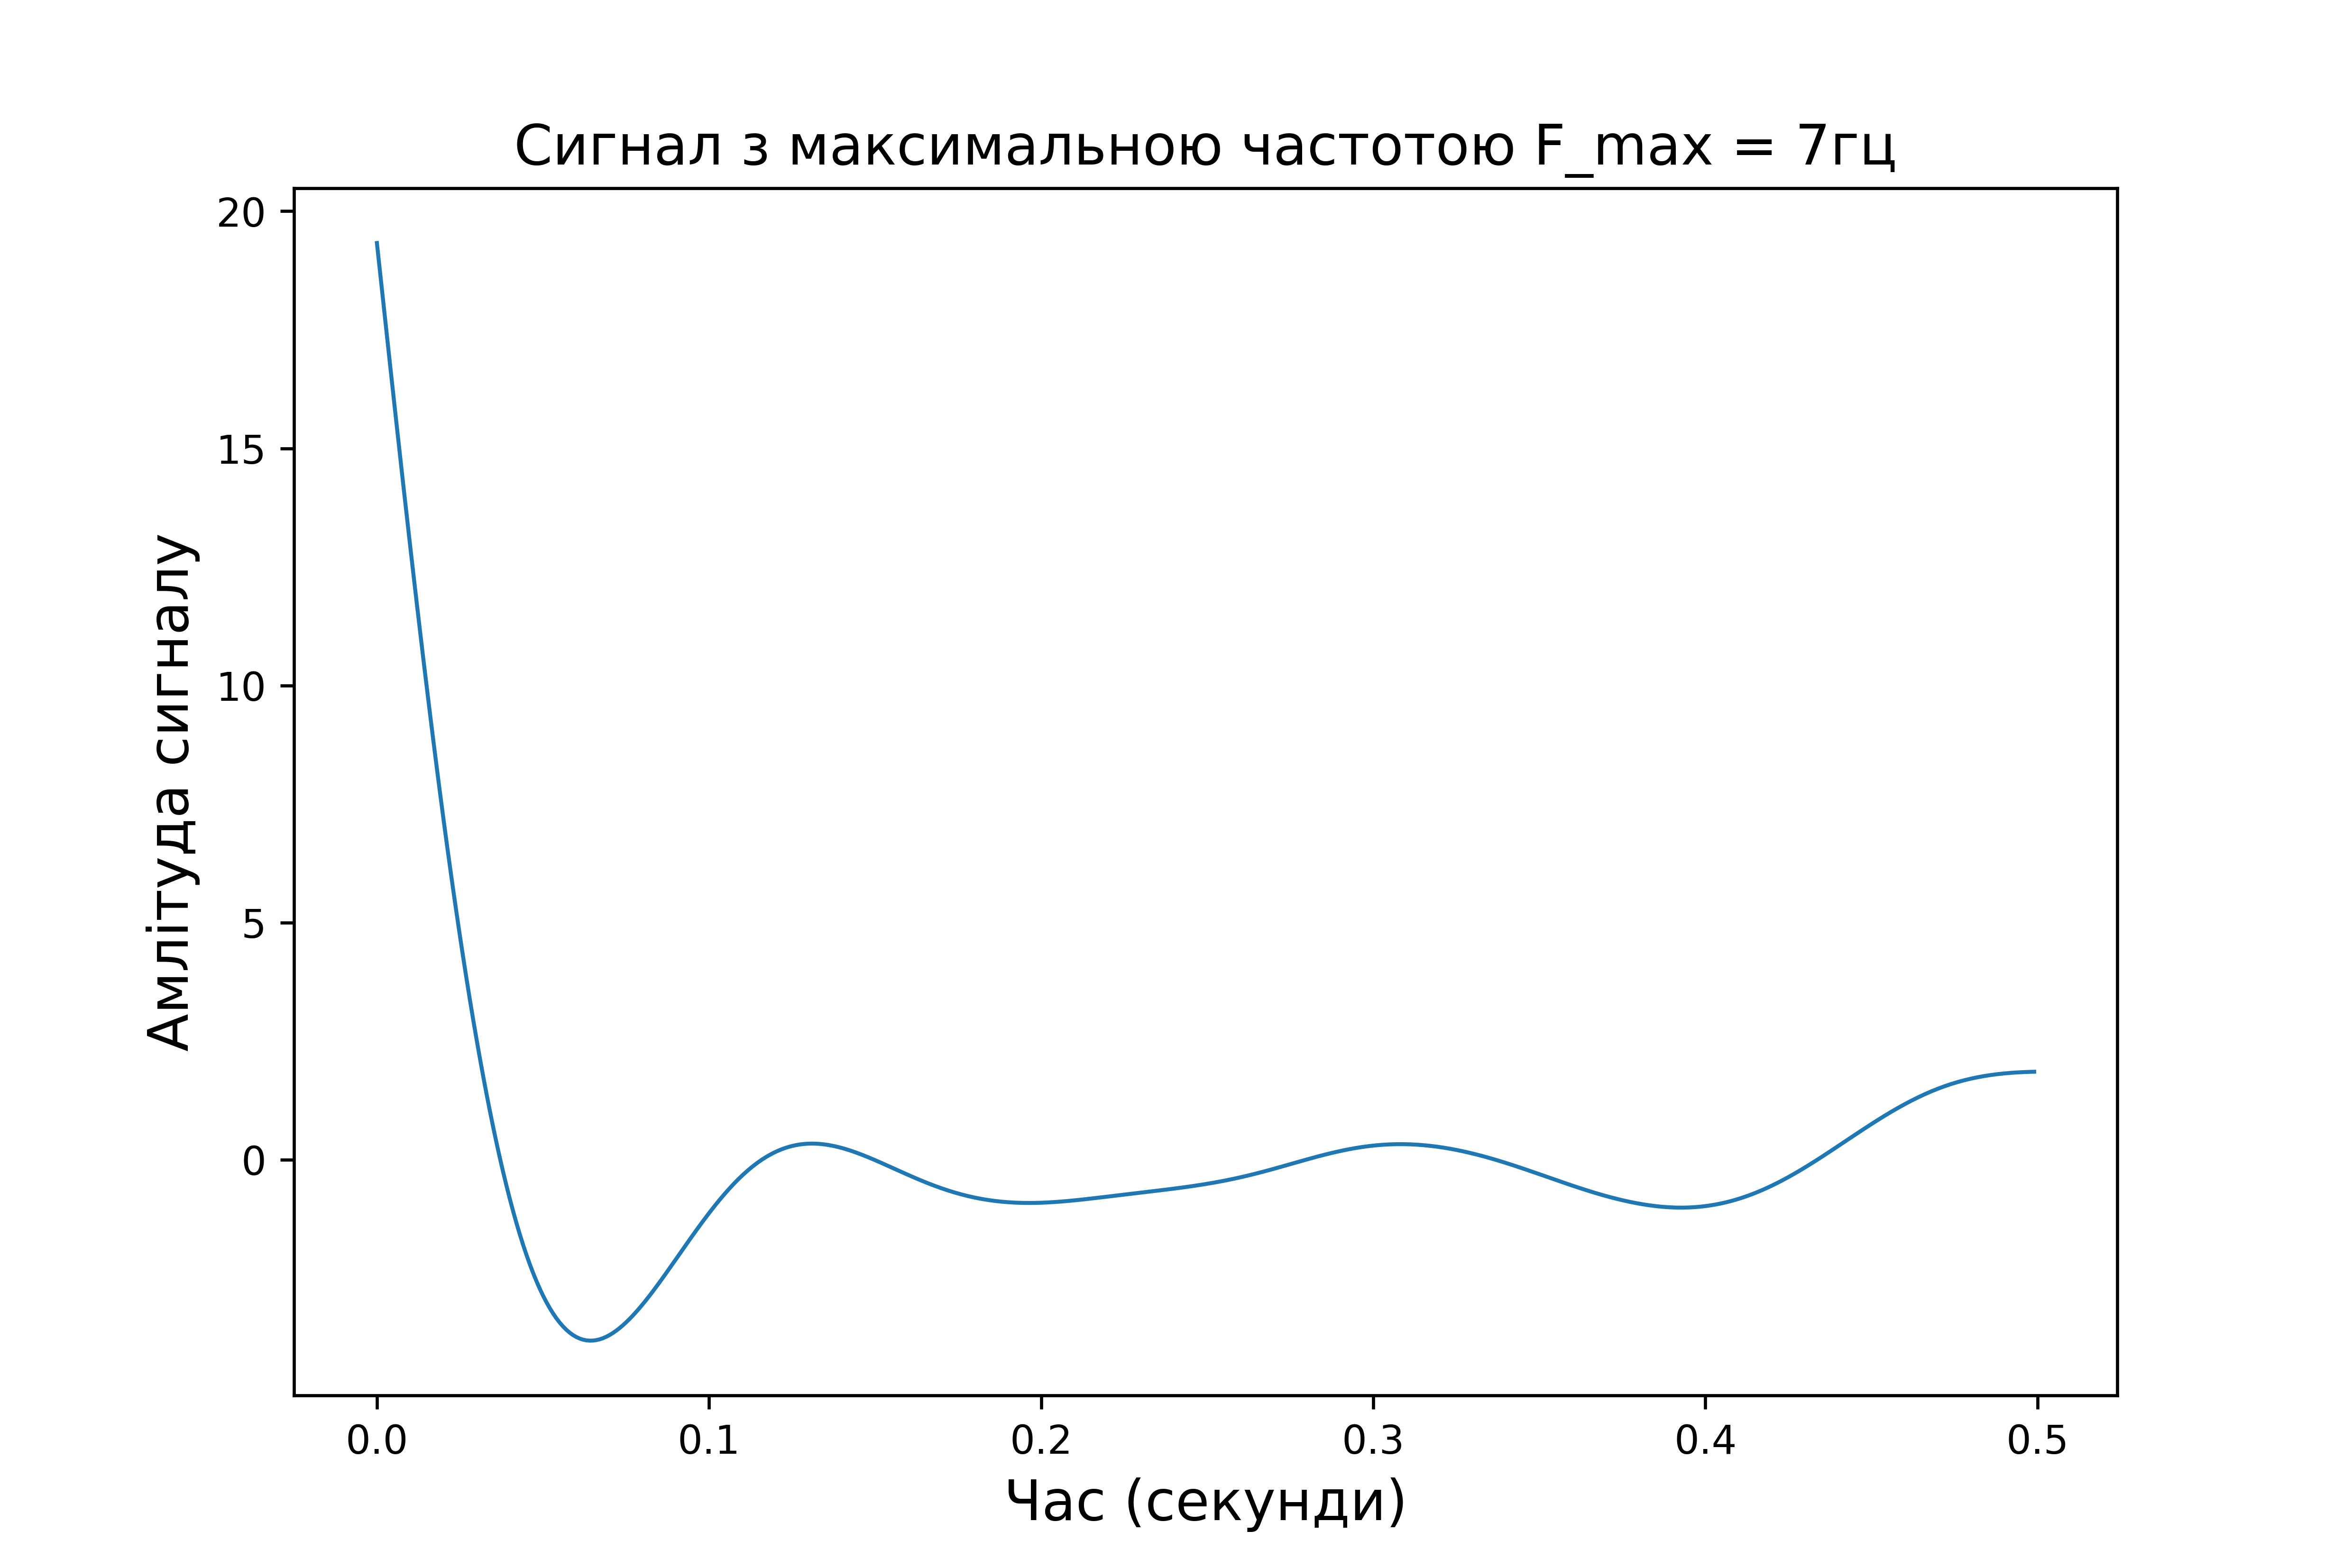 Сигнал з максимальною частотою F_max = 7гц
20
15
10
5
0
Амлітуда сигналу
0.0 0.1 0.2 0.3 0.4 0.5
Час (секунди)